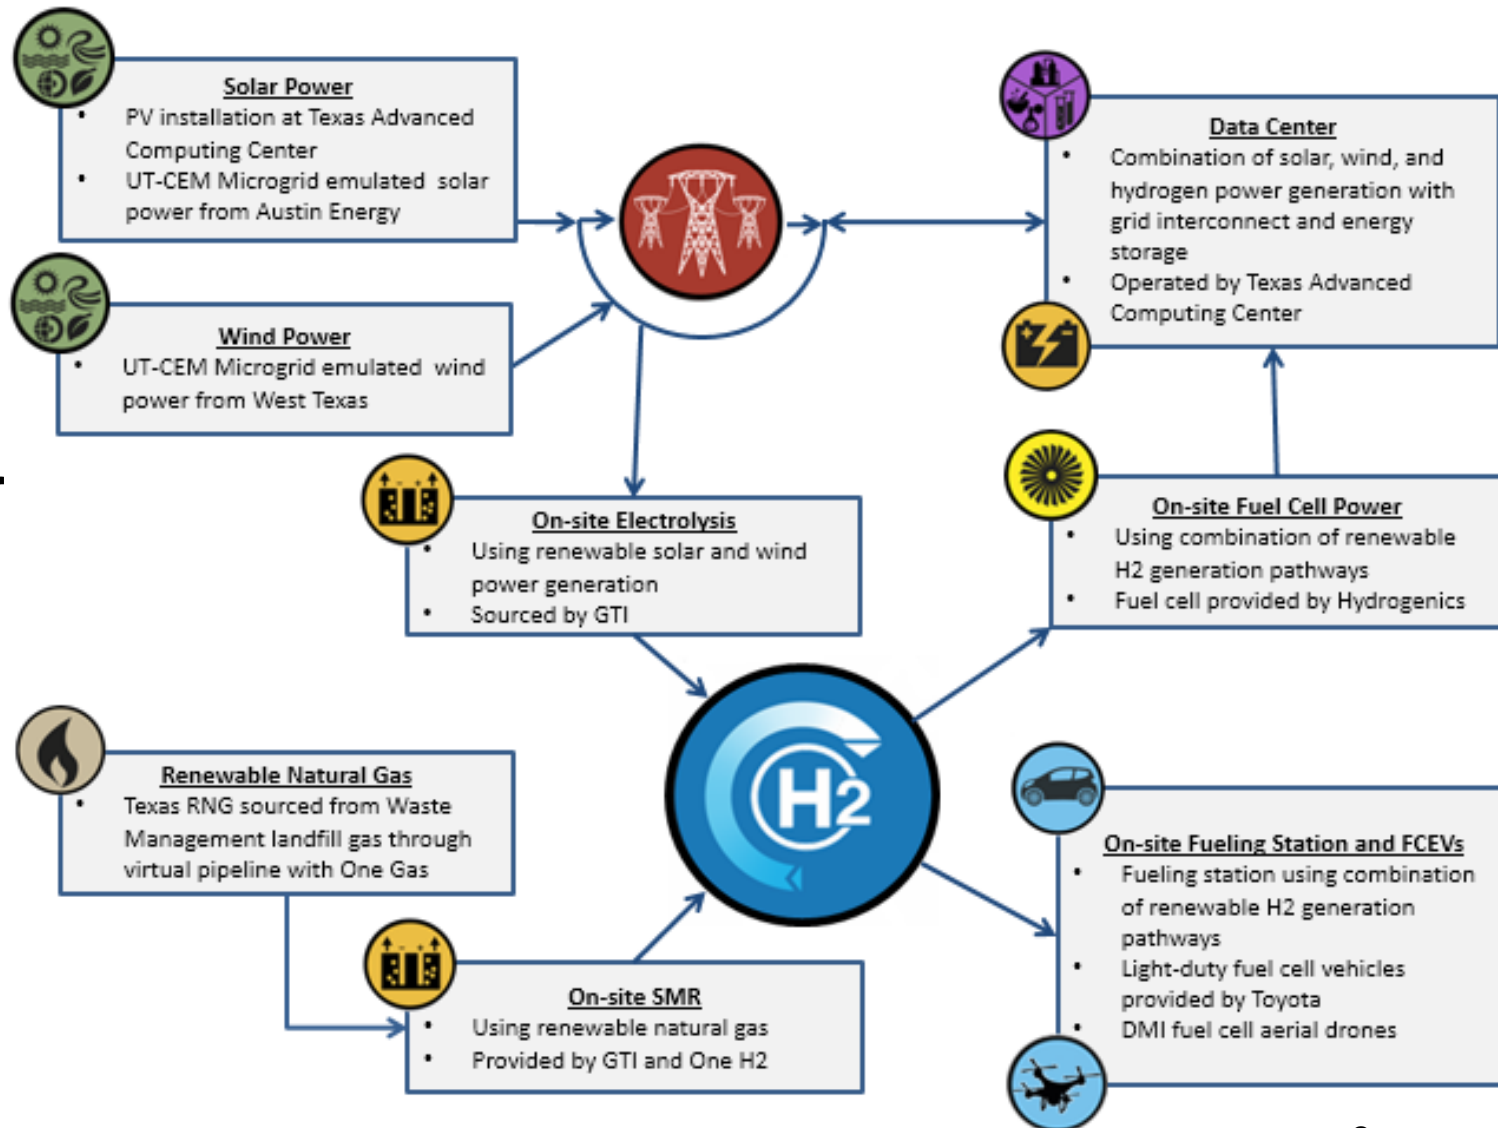 Solar Power
• PV installation at Texas Advanced
Computing Center
• UT-CEM Microgrid emulated solar
power from Austin Energy
Wind Power
• UT-CEM Microgrid emulated wind
power from West Texas
Data Center
• Combination of solar, wind, and
hydrogen power generation with
grid interconnect and energy
storage
• Operated by Texas Advanced
Computing Center
On-site Electrolysis
• Using renewable solar and wind
power generation
• Sourced by GTI
On-site Fuel Cell Power
• Using combination of renewable
H2 generation pathways
• Fuel cell provided by Hydrogenics
H2
Renewable Natural Gas
• Texas RNG sourced from Waste
Management landfill gas through
virtual pipeline with One Gas
On-site SMR
• Using renewable natural gas
• Provided by GTI and One H2
On-site Fueling Station and FCEVs
• Fueling station using combination
of renewable H2 generation
pathways
• Light-duty fuel cell vehicles
provided by Toyota
• DMI fuel cell aerial drones